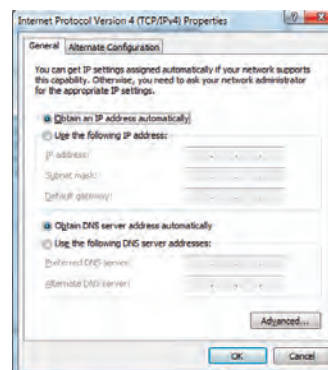 Internet Protocol Version 4 (TCP/IPv4) Properties
General
Alternate Configuration
You can get IP settings assigned automatically if your network supports
this capability. Otherwise, you need to ask your network administrator
for the appropriate IP settings.
Obtain an IP address automatically
Use the following IP address:
IP address:
Subnet mask:
Default gateway:
Obtain DNS server address automatically
Use the following DNS server addresses:
Preferred DNS server:
Alternate DNS server:
Advanced...
OK
Cancel